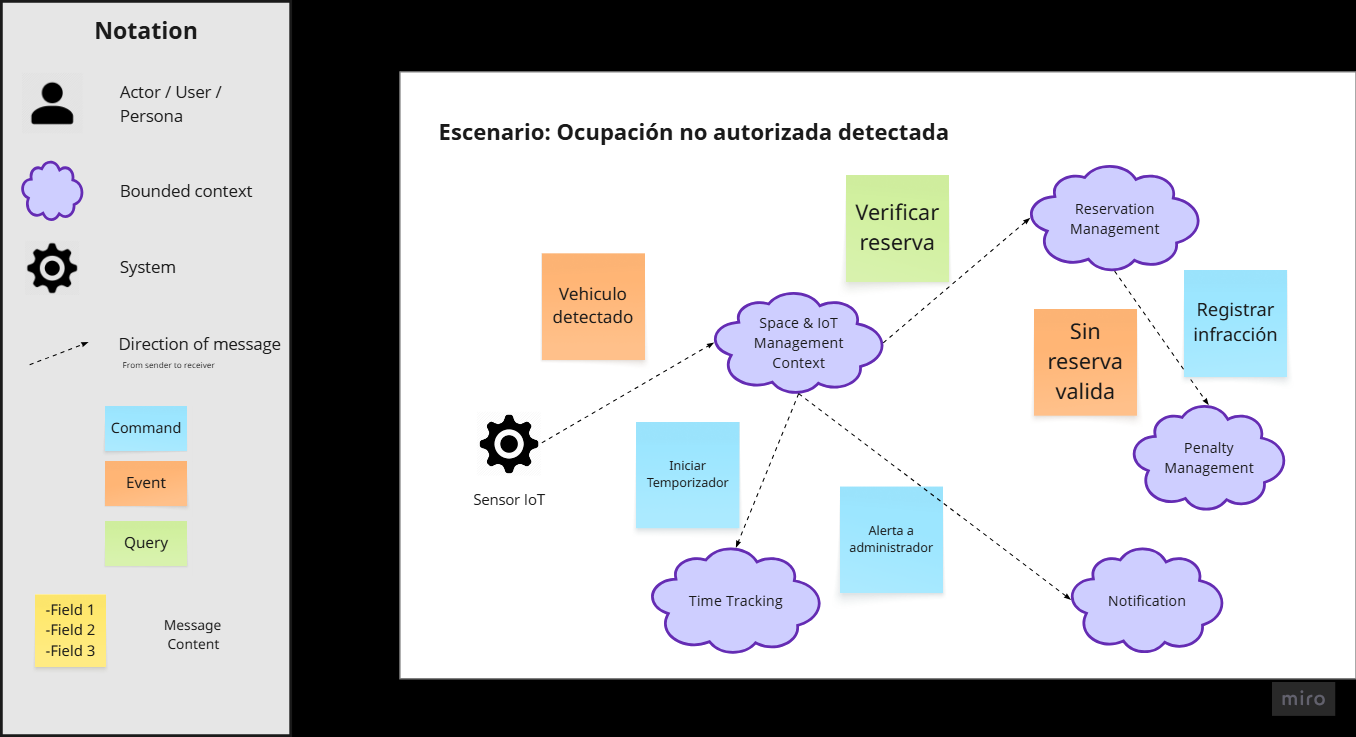 Notation
Actor / User /
Persona
Bounded context
System
Direction of message
From sender to receiver
Command
Event
Query
-Field 1
-Field 2
-Field 3
Message
Content
Escenario: Ocupación no autorizada detectada
Verificar
reserva
Reservation
Management
Vehiculo
detectado
Space & IoT
Management
Context
Registrar
infracción
Sin
reserva
valida
Sensor IoT
Iniciar
Temporizador
Alerta a
administrador
Penalty
Management
Time Tracking
Notification
miro